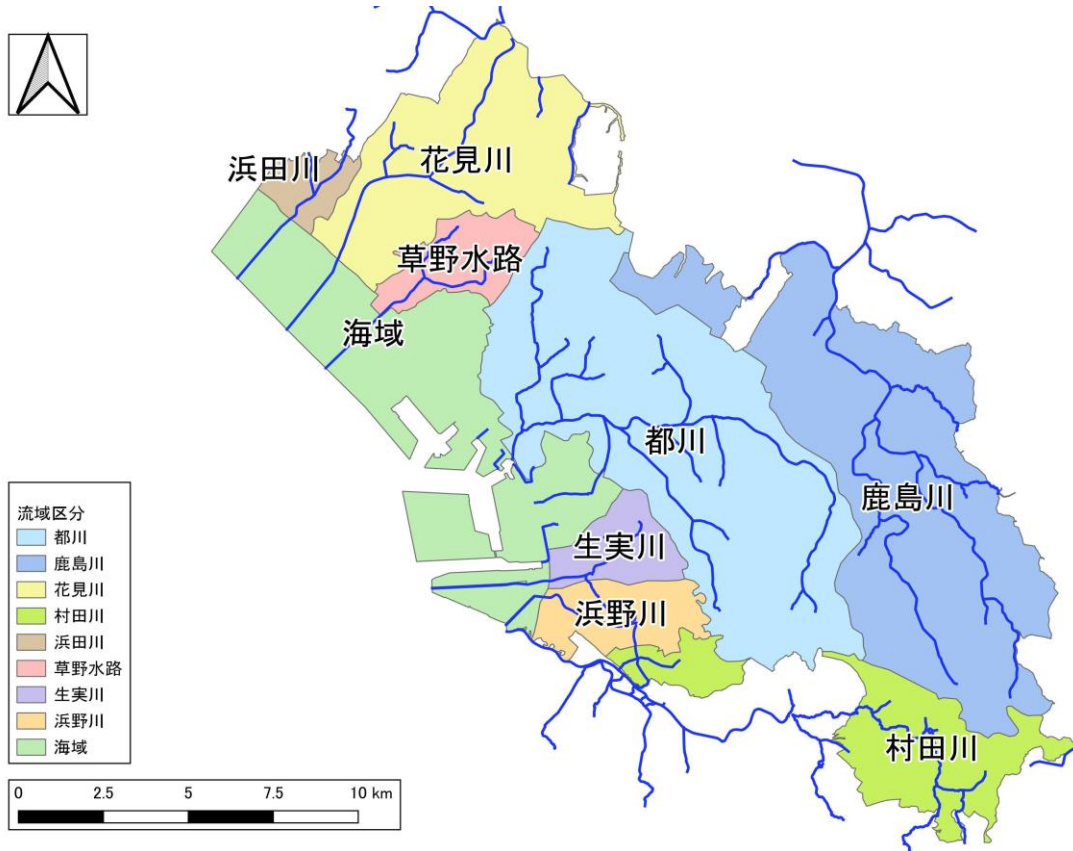 浜田川
花見川
草野水路
海域
都川
鹿島川
生実川
浜野川
村田川
流域区分
都川
鹿島川
花見川
村田川
浜田川
草野水路
生実川
浜野川
海域
0 2.5 5 7.5 10 km